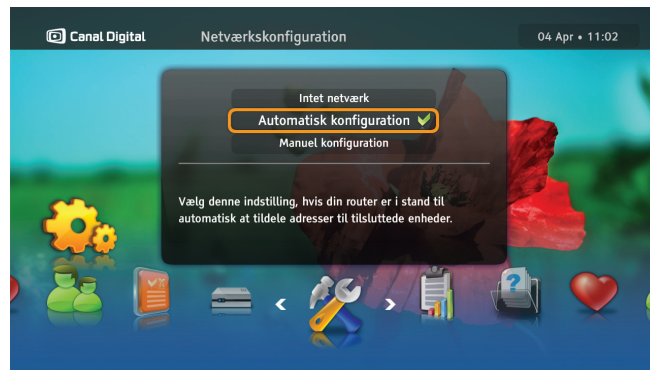 Canal Digital
Netværkskonfiguration
04 Apr • 11:02
Intet netværk
Automatisk konfiguration
Manuel konfiguration
Vælg denne indstilling, hvis din router er i stand til
automatisk at tildele adresser til tilsluttede enheder.
?